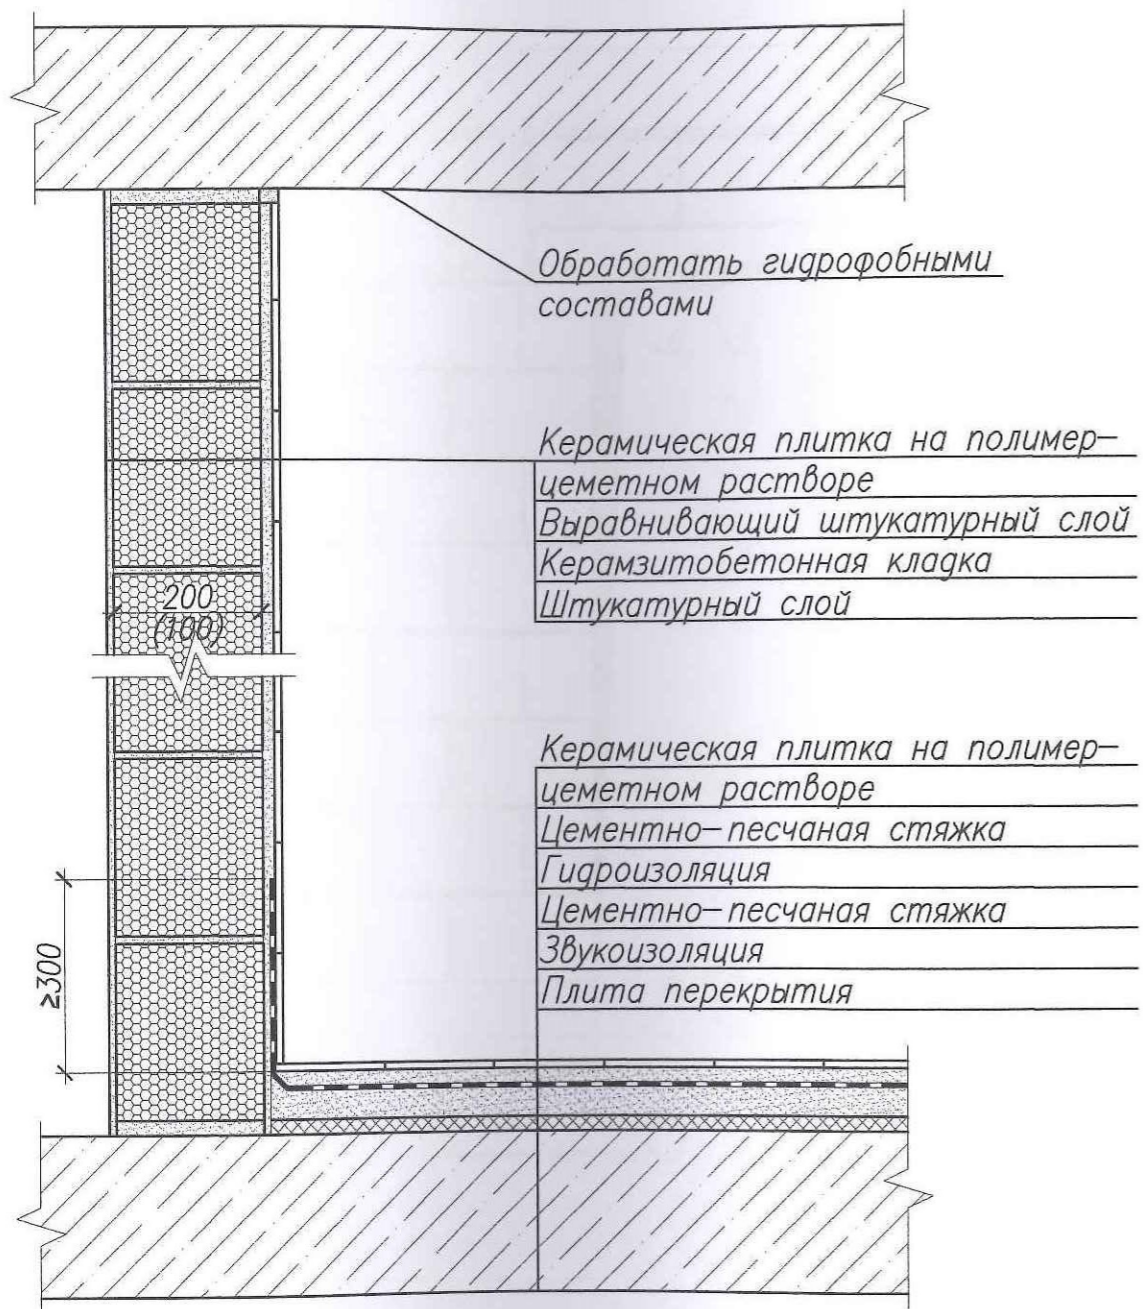 Обработать гидрофобными
составами
Керамическая плитка на полимер-
цеметном растворе
Выравнивающий штукатурный слой
Керамзитобетонная кладка
Штукатурный слой
200
(100)
Керамическая плитка на полимер-
цеметном растворе
Цементно-песчаная стяжка
Гидроизоляция
Цементно-песчаная стяжка
Звукоизоляция
Плита перекрытия
≥300